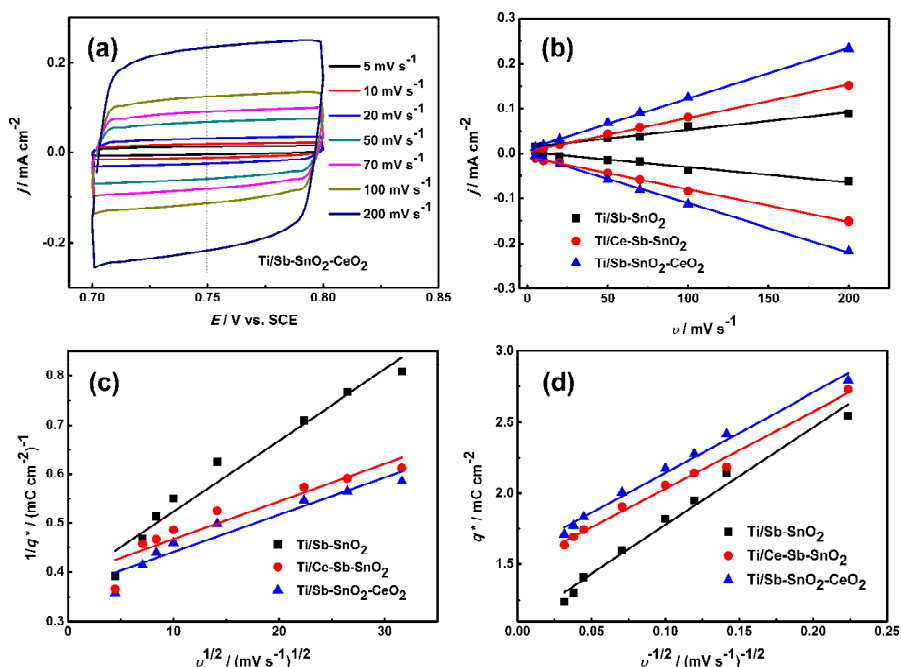 (a)
j / mA cm-2
0.2
0.0
-0.2
5 mV s-1
10 mV s-1
20 mV s-1
50 mV s-1
70 mV s-1
100 mV s-1
200 mV s-1
Ti/Sb-SnO2-CeO2
0.70 0.75 0.80 0.85
E / V vs. SCE
(b)
j / mA cm-2
0.3
0.2
0.1
0.0
-0.1
-0.2
-0.3
Ti/Sb-SnO2
Ti/Ce-Sb-SnO2
Ti/Sb-SnO2-CeO2
0 50 100 150 200
υ / mV s-1
(c)
1/q* / (mC cm-2)-1
0.8
0.7
0.6
0.5
0.4
0.3
Ti/Sb-SnO2
Ti/Ce-Sb-SnO2
Ti/Sb-SnO2-CeO2
0 10 20 30
υ1/2 / (mV s-1)1/2
(d)
q* / mC cm-2
3.0
2.5
2.0
1.5
1.0
Ti/Sb-SnO2
Ti/Ce-Sb-SnO2
Ti/Sb-SnO2-CeO2
0.00 0.05 0.10 0.15 0.20 0.25
υ-1/2 / (mV s-1)-1/2